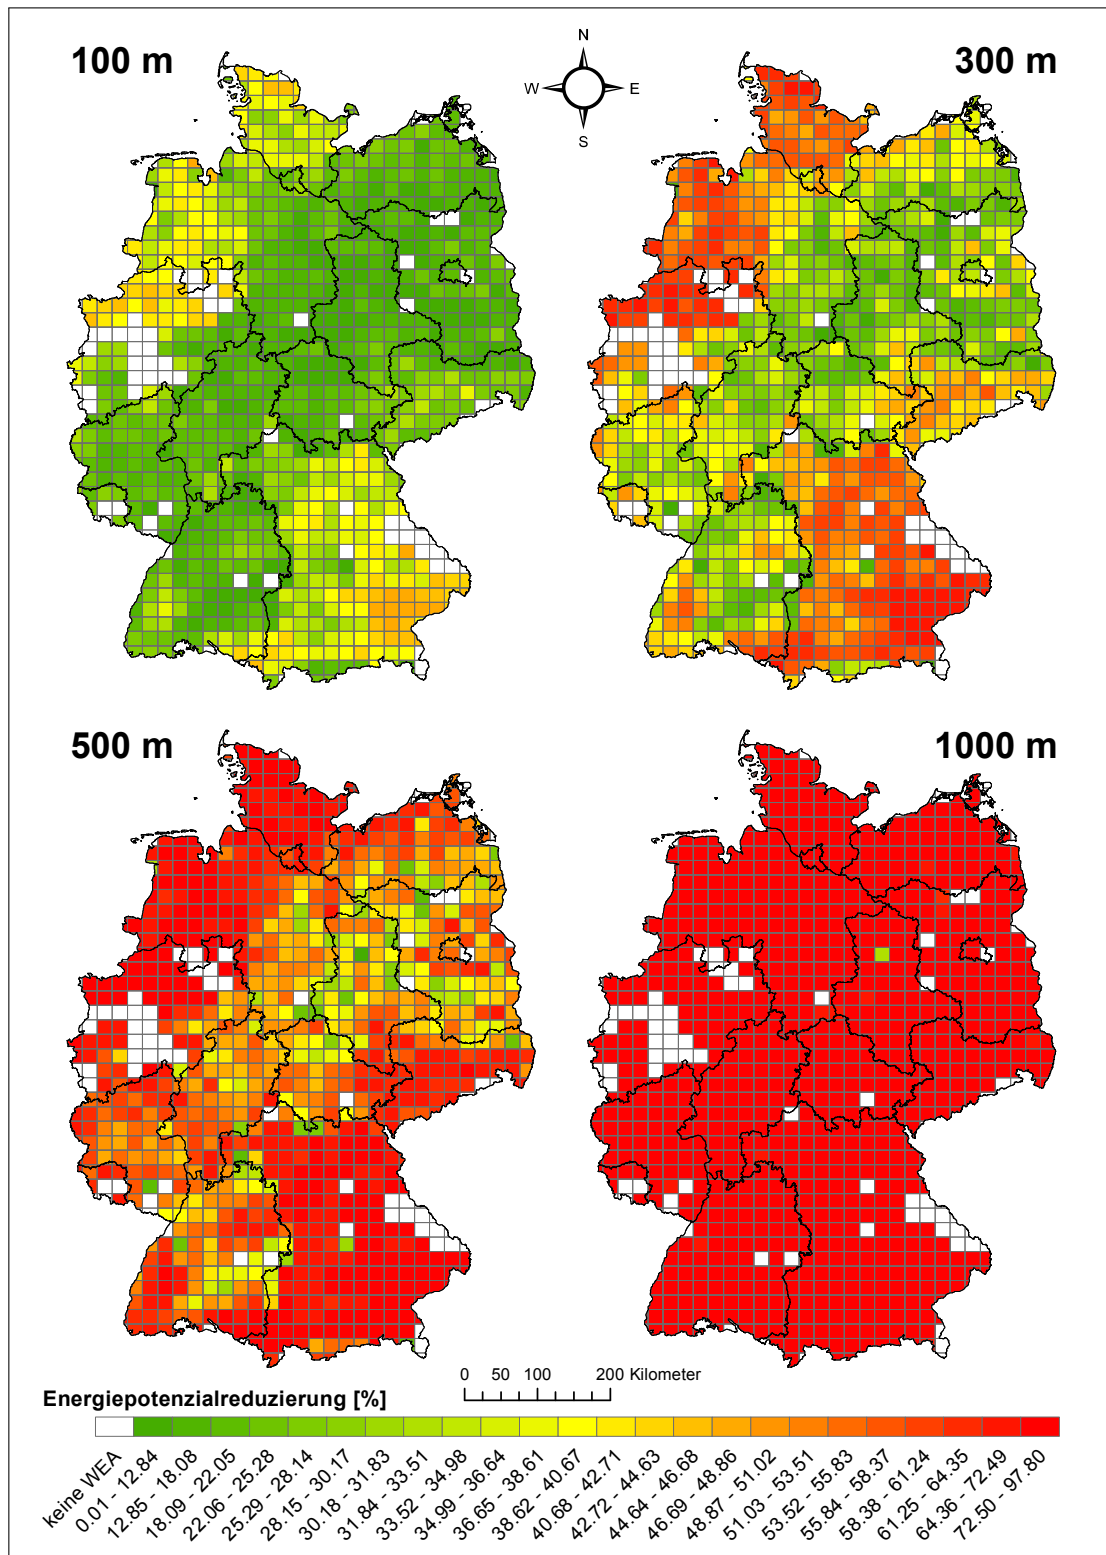 100 m
N
W
E
S
300 m
500 m
1000 m
0 50 100 200 Kilometer
Energiepotenzialreduzierung [%]
keine WEA
0.01 - 12.84
12.85 - 18.08
18.09 - 22.05
22.06 - 25.28
25.29 - 28.14
28.15 - 30.17
30.18 - 31.83
31.84 - 33.51
33.52 - 34.98
34.99 - 36.64
36.65 - 38.61
38.62 - 40.67
40.68 - 42.71
42.72 - 44.63
44.64 - 46.68
46.69 - 48.86
48.87 - 51.02
51.03 - 53.51
53.52 - 55.83
55.84 - 58.37
58.38 - 61.24
61.25 - 64.35
64.36 - 72.49
72.50 - 97.80